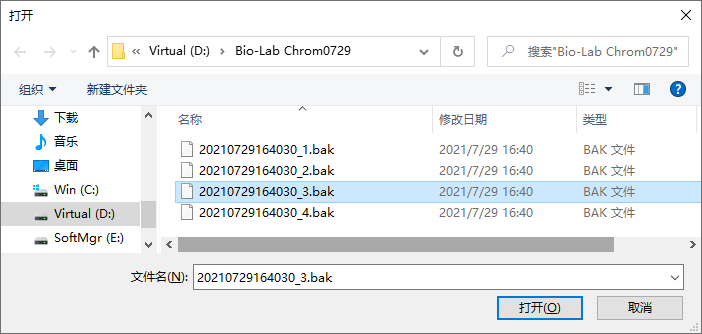 打开
« Virtual (D:) › Bio-Lab Chrom0729
搜索"Bio-Lab Chrom0729"
组织 新建文件夹
下载
音乐
桌面
Win (C:)
Virtual (D:)
SoftMgr (E:)
名称 修改日期 类型
20210729164030_1.bak 2021/7/29 16:40 BAK 文件
20210729164030_2.bak 2021/7/29 16:40 BAK 文件
20210729164030_3.bak 2021/7/29 16:40 BAK 文件
20210729164030_4.bak 2021/7/29 16:40 BAK 文件
文件名(N): 20210729164030_3.bak
打开(O) 取消